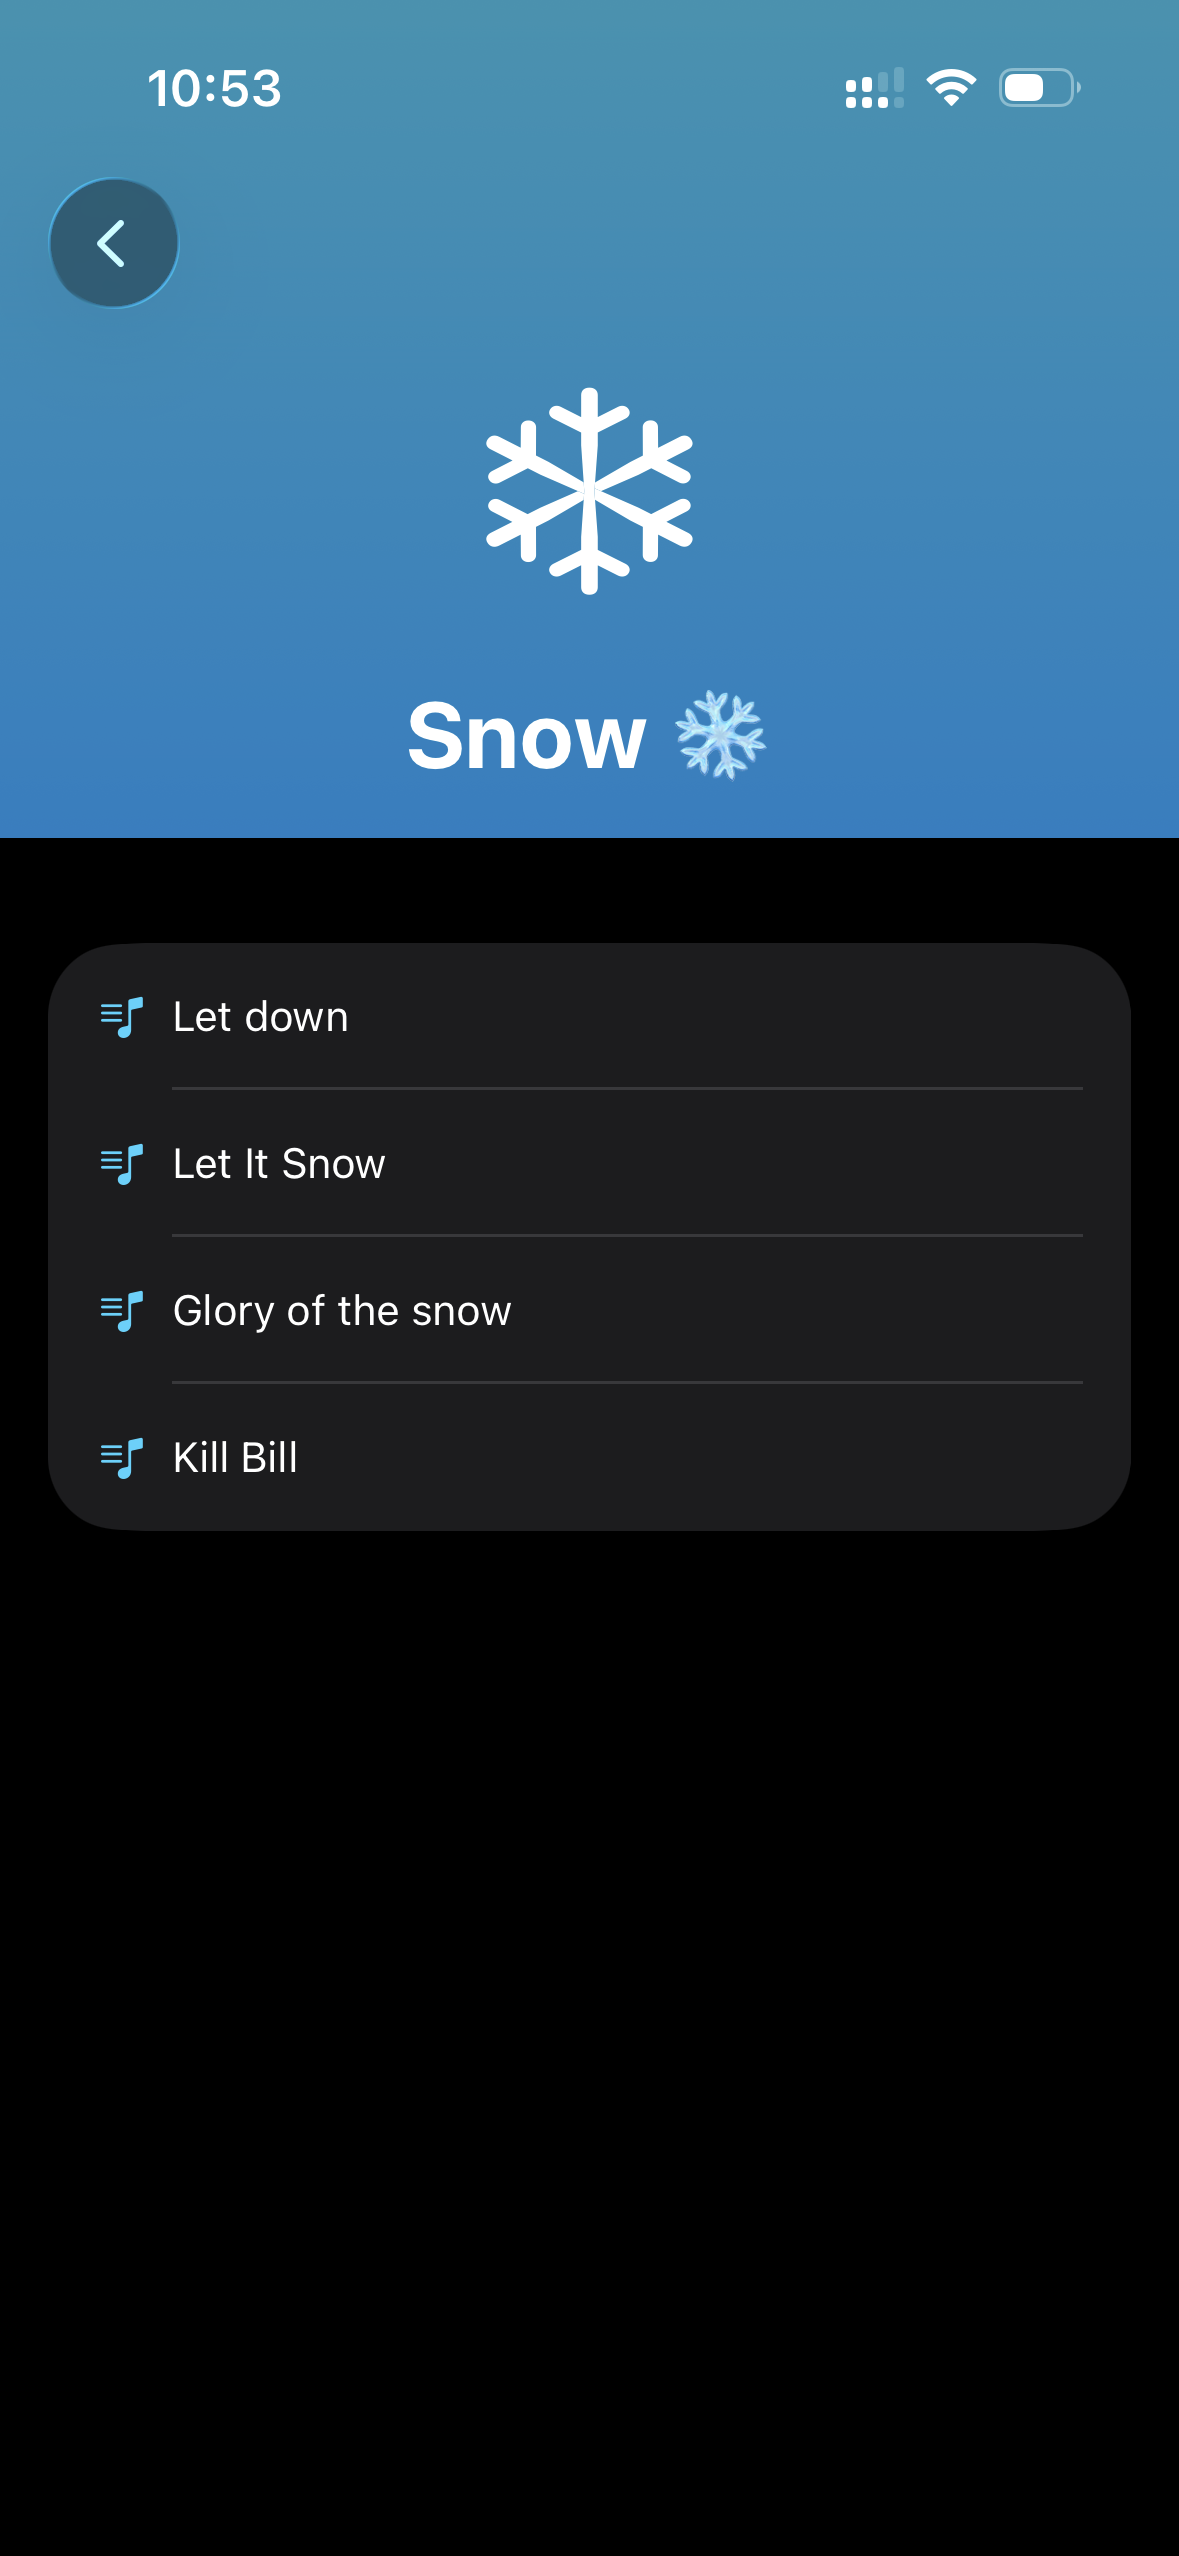 10:53
Snow ❄️
Let down
Let It Snow
Glory of the snow
Kill Bill